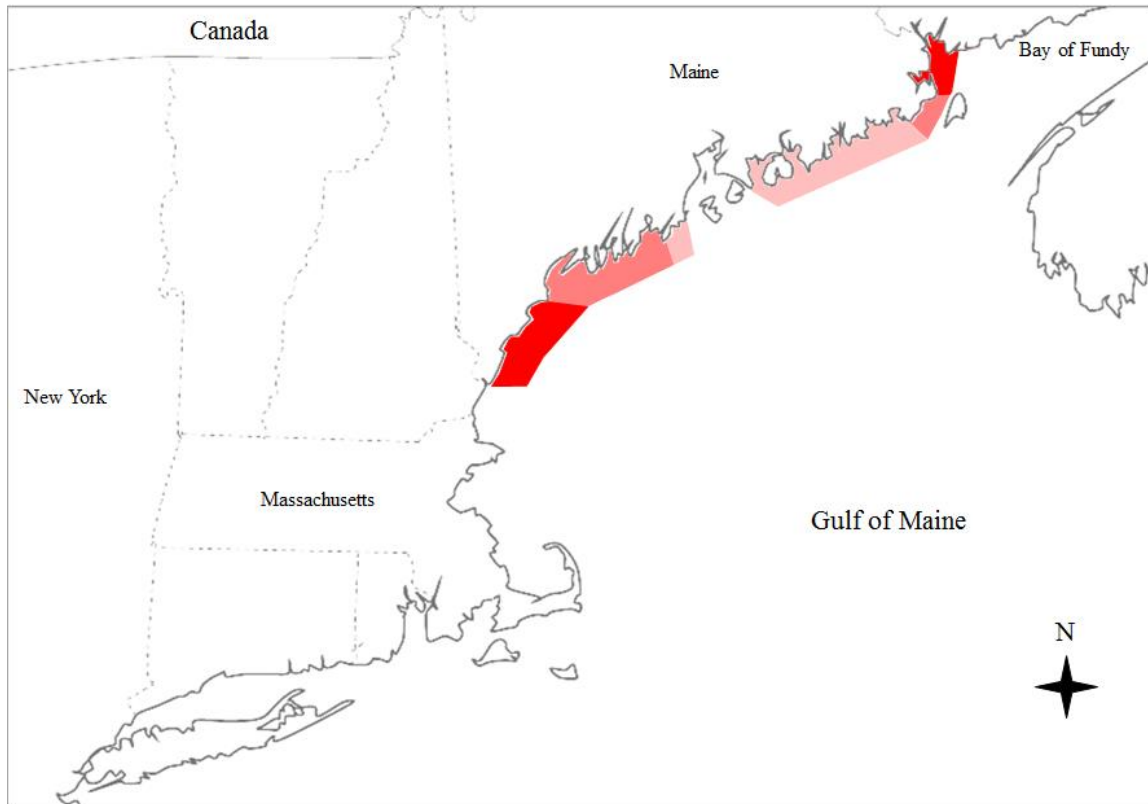 Canada
Bay of Fundy
Maine
New York
Massachusetts
Gulf of Maine
N